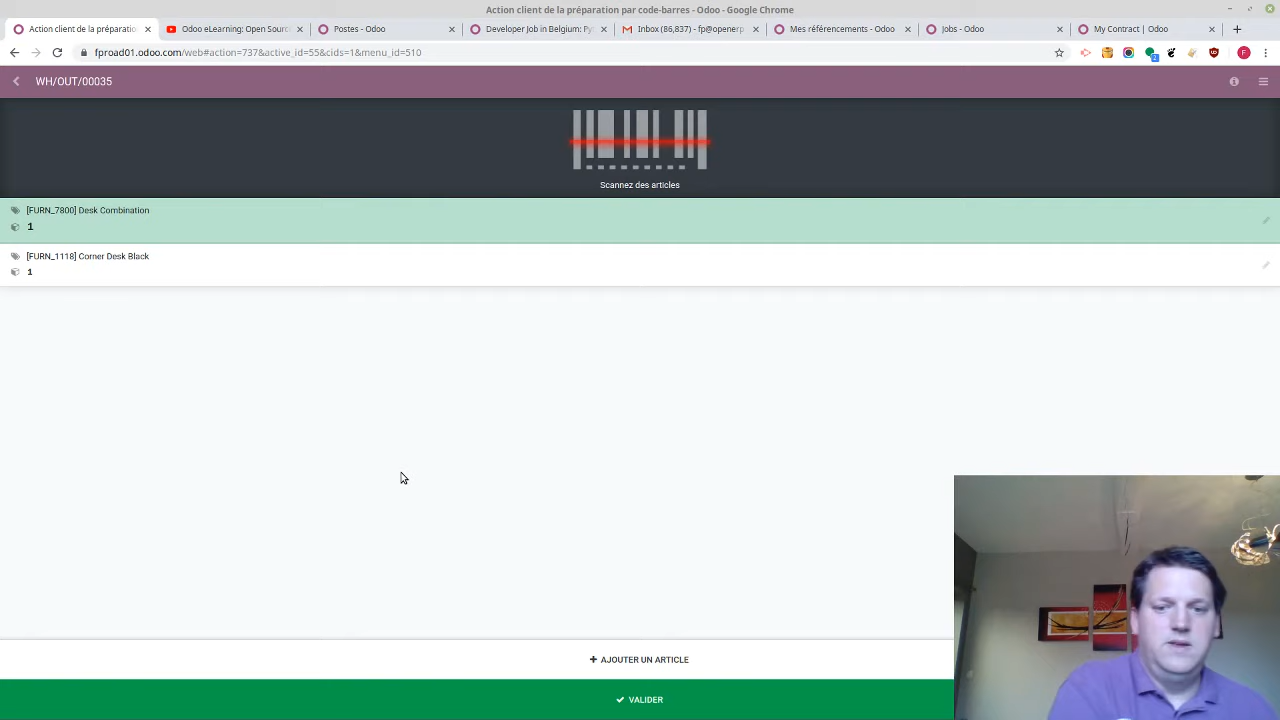 Action client de la préparation par code-barres - Odoo - Google Chrome
Action client de la préparatio
Odoo eLearning: Open Sourc
Postes - Odoo
Developer Job in Belgium: Py
Inbox (86,837) - fp@openerp
Mes référencements - Odoo
Jobs - Odoo
My Contract | Odoo
fproad01.odoo.com/web#action=737&active_id=55&cids=1&menu_id=510
2
F
WH/OUT/00035
Scannez des articles
[FURN_7800] Desk Combination
1
[FURN_1118] Corner Desk Black
1
AJOUTER UN ARTICLE
VALIDER